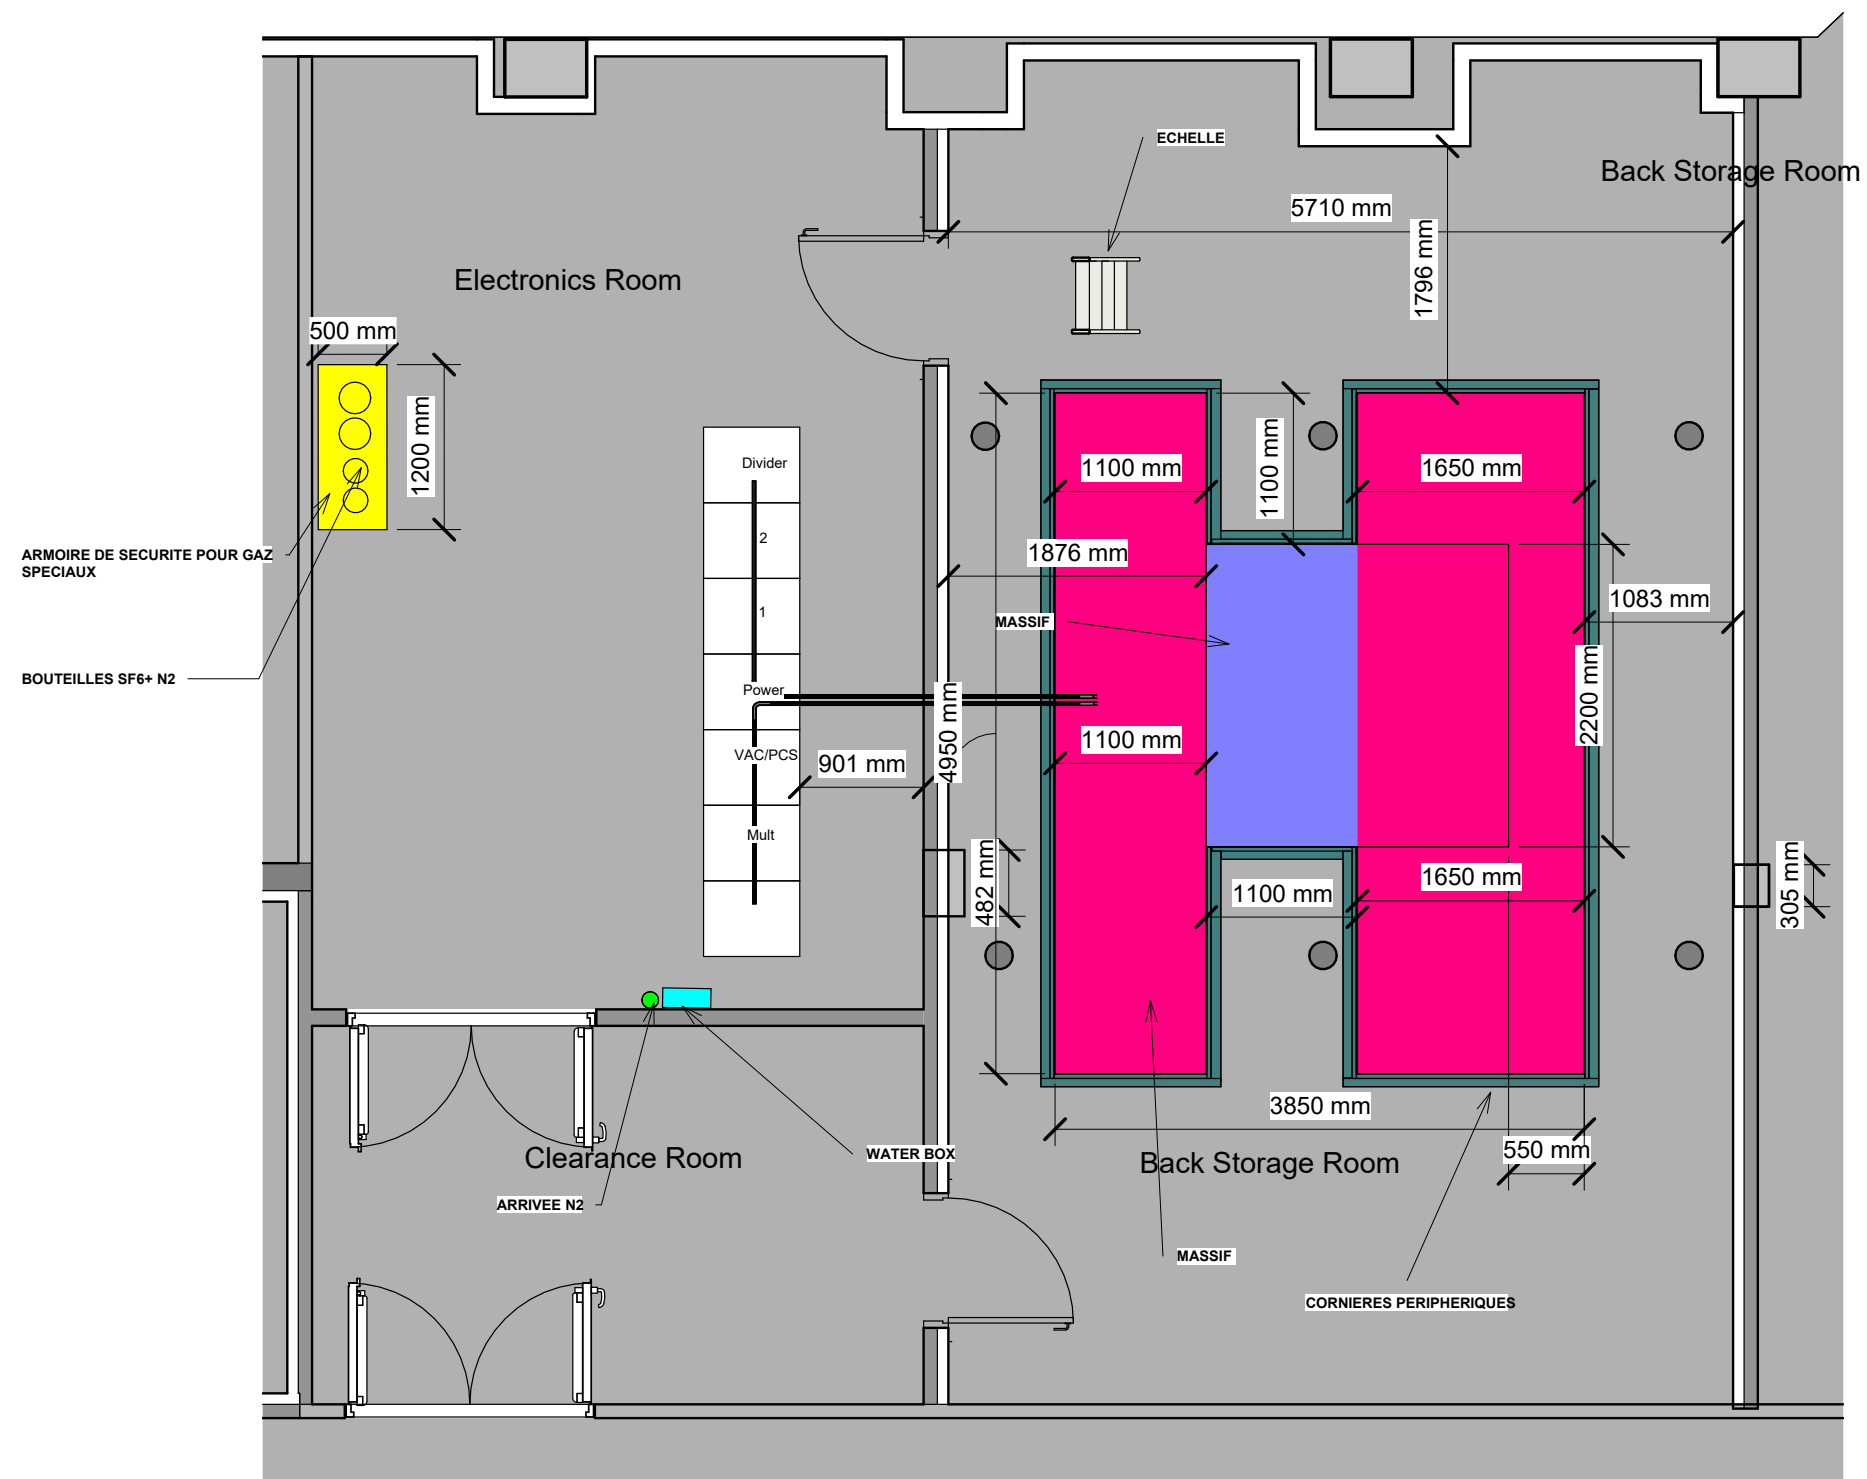 ECHELLE
Back Storage Room
5710 mm
1796 mm
Electronics Room
500 mm
1200 mm
1100 mm
1100 mm
1650 mm
Divider
2
1
Power
VAC/PCS
Mult
ARMOIRE DE SECURITE POUR GAZ
SPECIAUX
1876 mm
1083 mm
MASSIF
BOUTEILLES SF6+ N2
2200 mm
4950 mm
1100 mm
901 mm
482 mm
1100 mm
1650 mm
305 mm
3850 mm
550 mm
Clearance Room
WATER BOX
Back Storage Room
ARRIVEE N2
MASSIF
CORNIERES PERIPHERIQUES